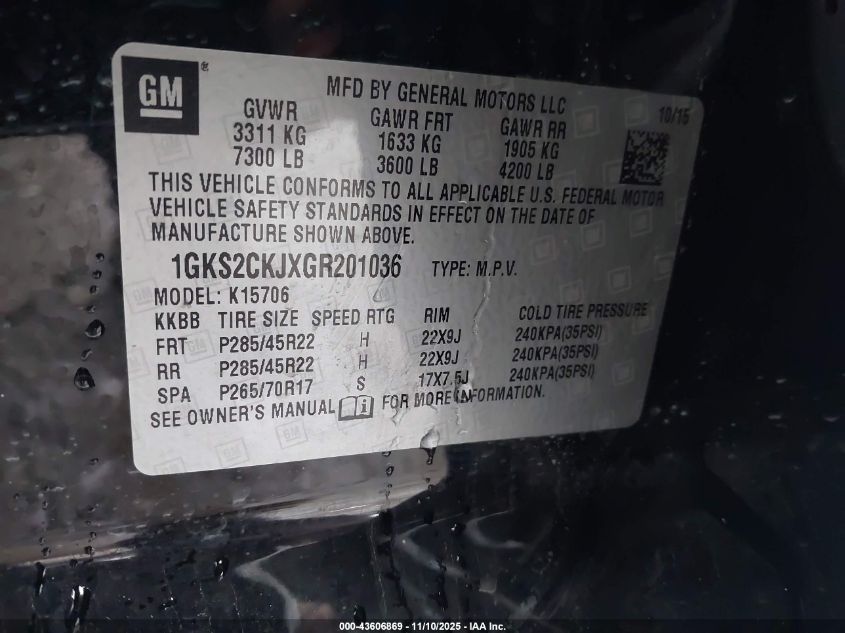 GM®
MFD BY GENERAL MOTORS LLC
10/15
GVWR GAWR FRT GAWR RR
3311 KG 1633 KG 1905 KG
7300 LB 3600 LB 4200 LB
THIS VEHICLE CONFORMS TO ALL APPLICABLE U.S. FEDERAL MOTOR
VEHICLE SAFETY STANDARDS IN EFFECT ON THE DATE OF
MANUFACTURE SHOWN ABOVE.
1GKS2CKJXGR201036 TYPE: M.P.V.
MODEL: K15706
KKBB TIRE SIZE SPEED RTG RIM COLD TIRE PRESSURE
FRT P285/45R22 H 22X9J 240KPA(35PSI)
RR P285/45R22 H 22X9J 240KPA(35PSI)
SPA P265/70R17 S 17X7.5J 240KPA(35PSI)
SEE OWNER'S MANUAL FOR MORE INFORMATION.
000-43606869 - 11/10/2025 - IAA Inc.